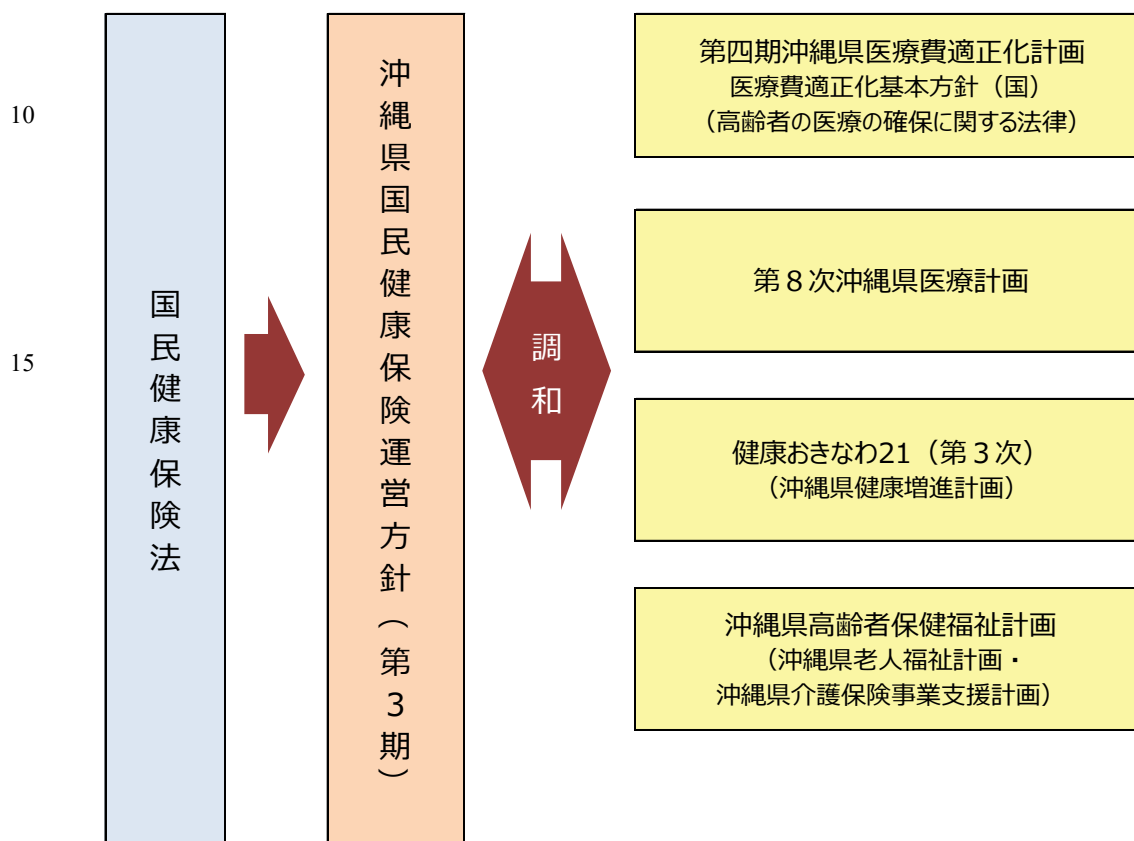 10
15
国民健康保険法
沖縄県国民健康保険運営方針（第３期）
調和
第四期沖縄県医療費適正化計画
医療費適正化基本方針（国）
（高齢者の医療の確保に関する法律）
第８次沖縄県医療計画
健康おきなわ21（第３次）
（沖縄県健康増進計画）
沖縄県高齢者保健福祉計画
（沖縄県老人福祉計画・
沖縄県介護保険事業支援計画）